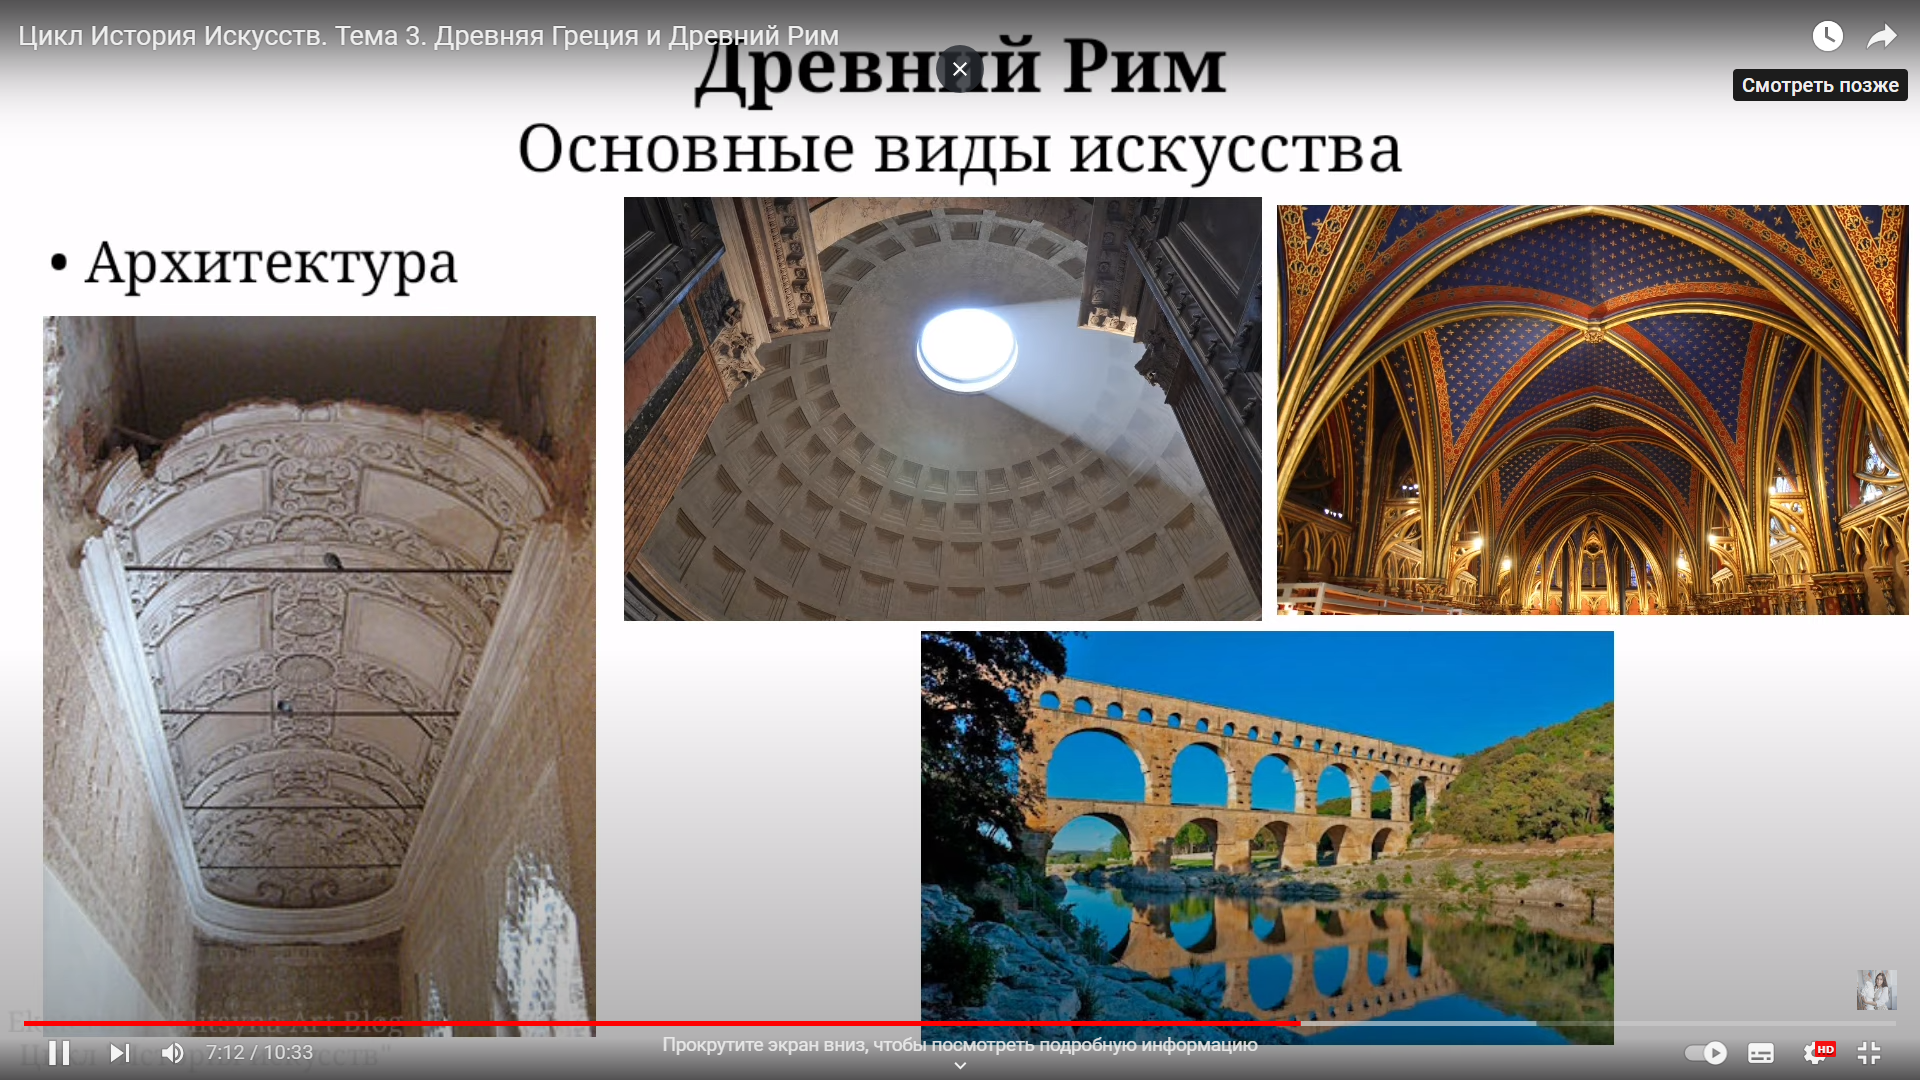 Цикл История Искусств. Тема 3. Древняя Греция и Древний Рим
Древний Рим
Смотреть позже
Основные виды искусства
• Архитектура
7:12 / 10:33
Прокрутите экран вниз, чтобы посмотреть подробную информацию
HD